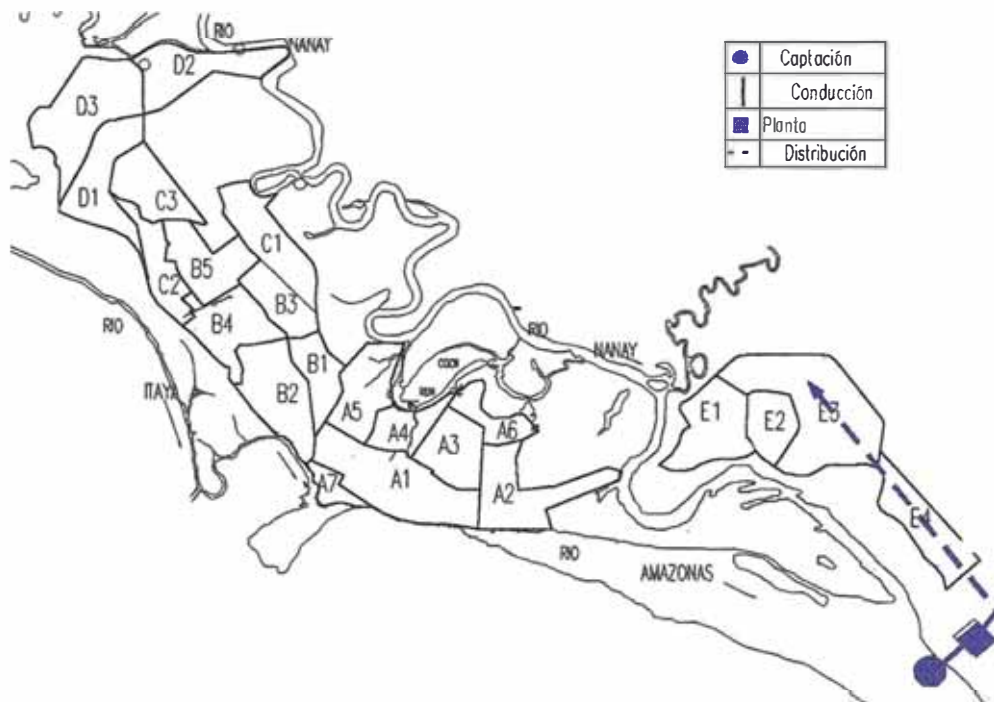 RIO
NANAY
D2
D3
D1
C3
C1
B5
C2
B3
B4
RIO
ITAYA
B1
B2
A5
A4
A3
A6
A7
A1
A2
RIO
NANAY
E1
E2
E3
E4
RIO
AMAZONAS
Captación
Conducción
Planta
Distribución